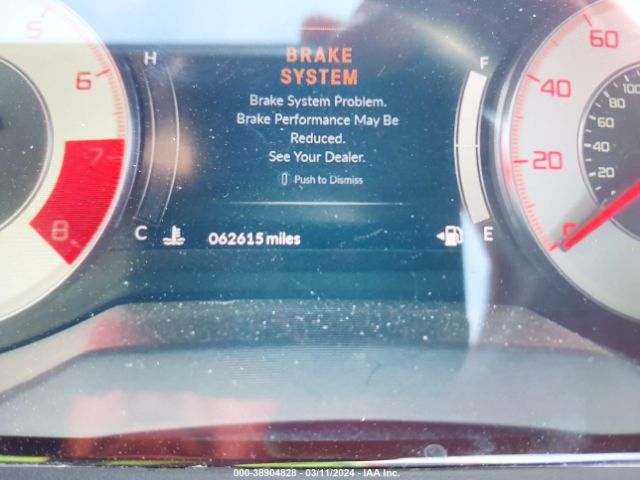 5
6
7
8
H
C
BRAKE
SYSTEM
Brake System Problem.
Brake Performance May Be
Reduced.
See Your Dealer.
Push to Dismiss
062615 miles
F
E
60
40
20
0
100
80
60
40
20
0
000-38904828 - 03/11/2024 - IAA Inc.